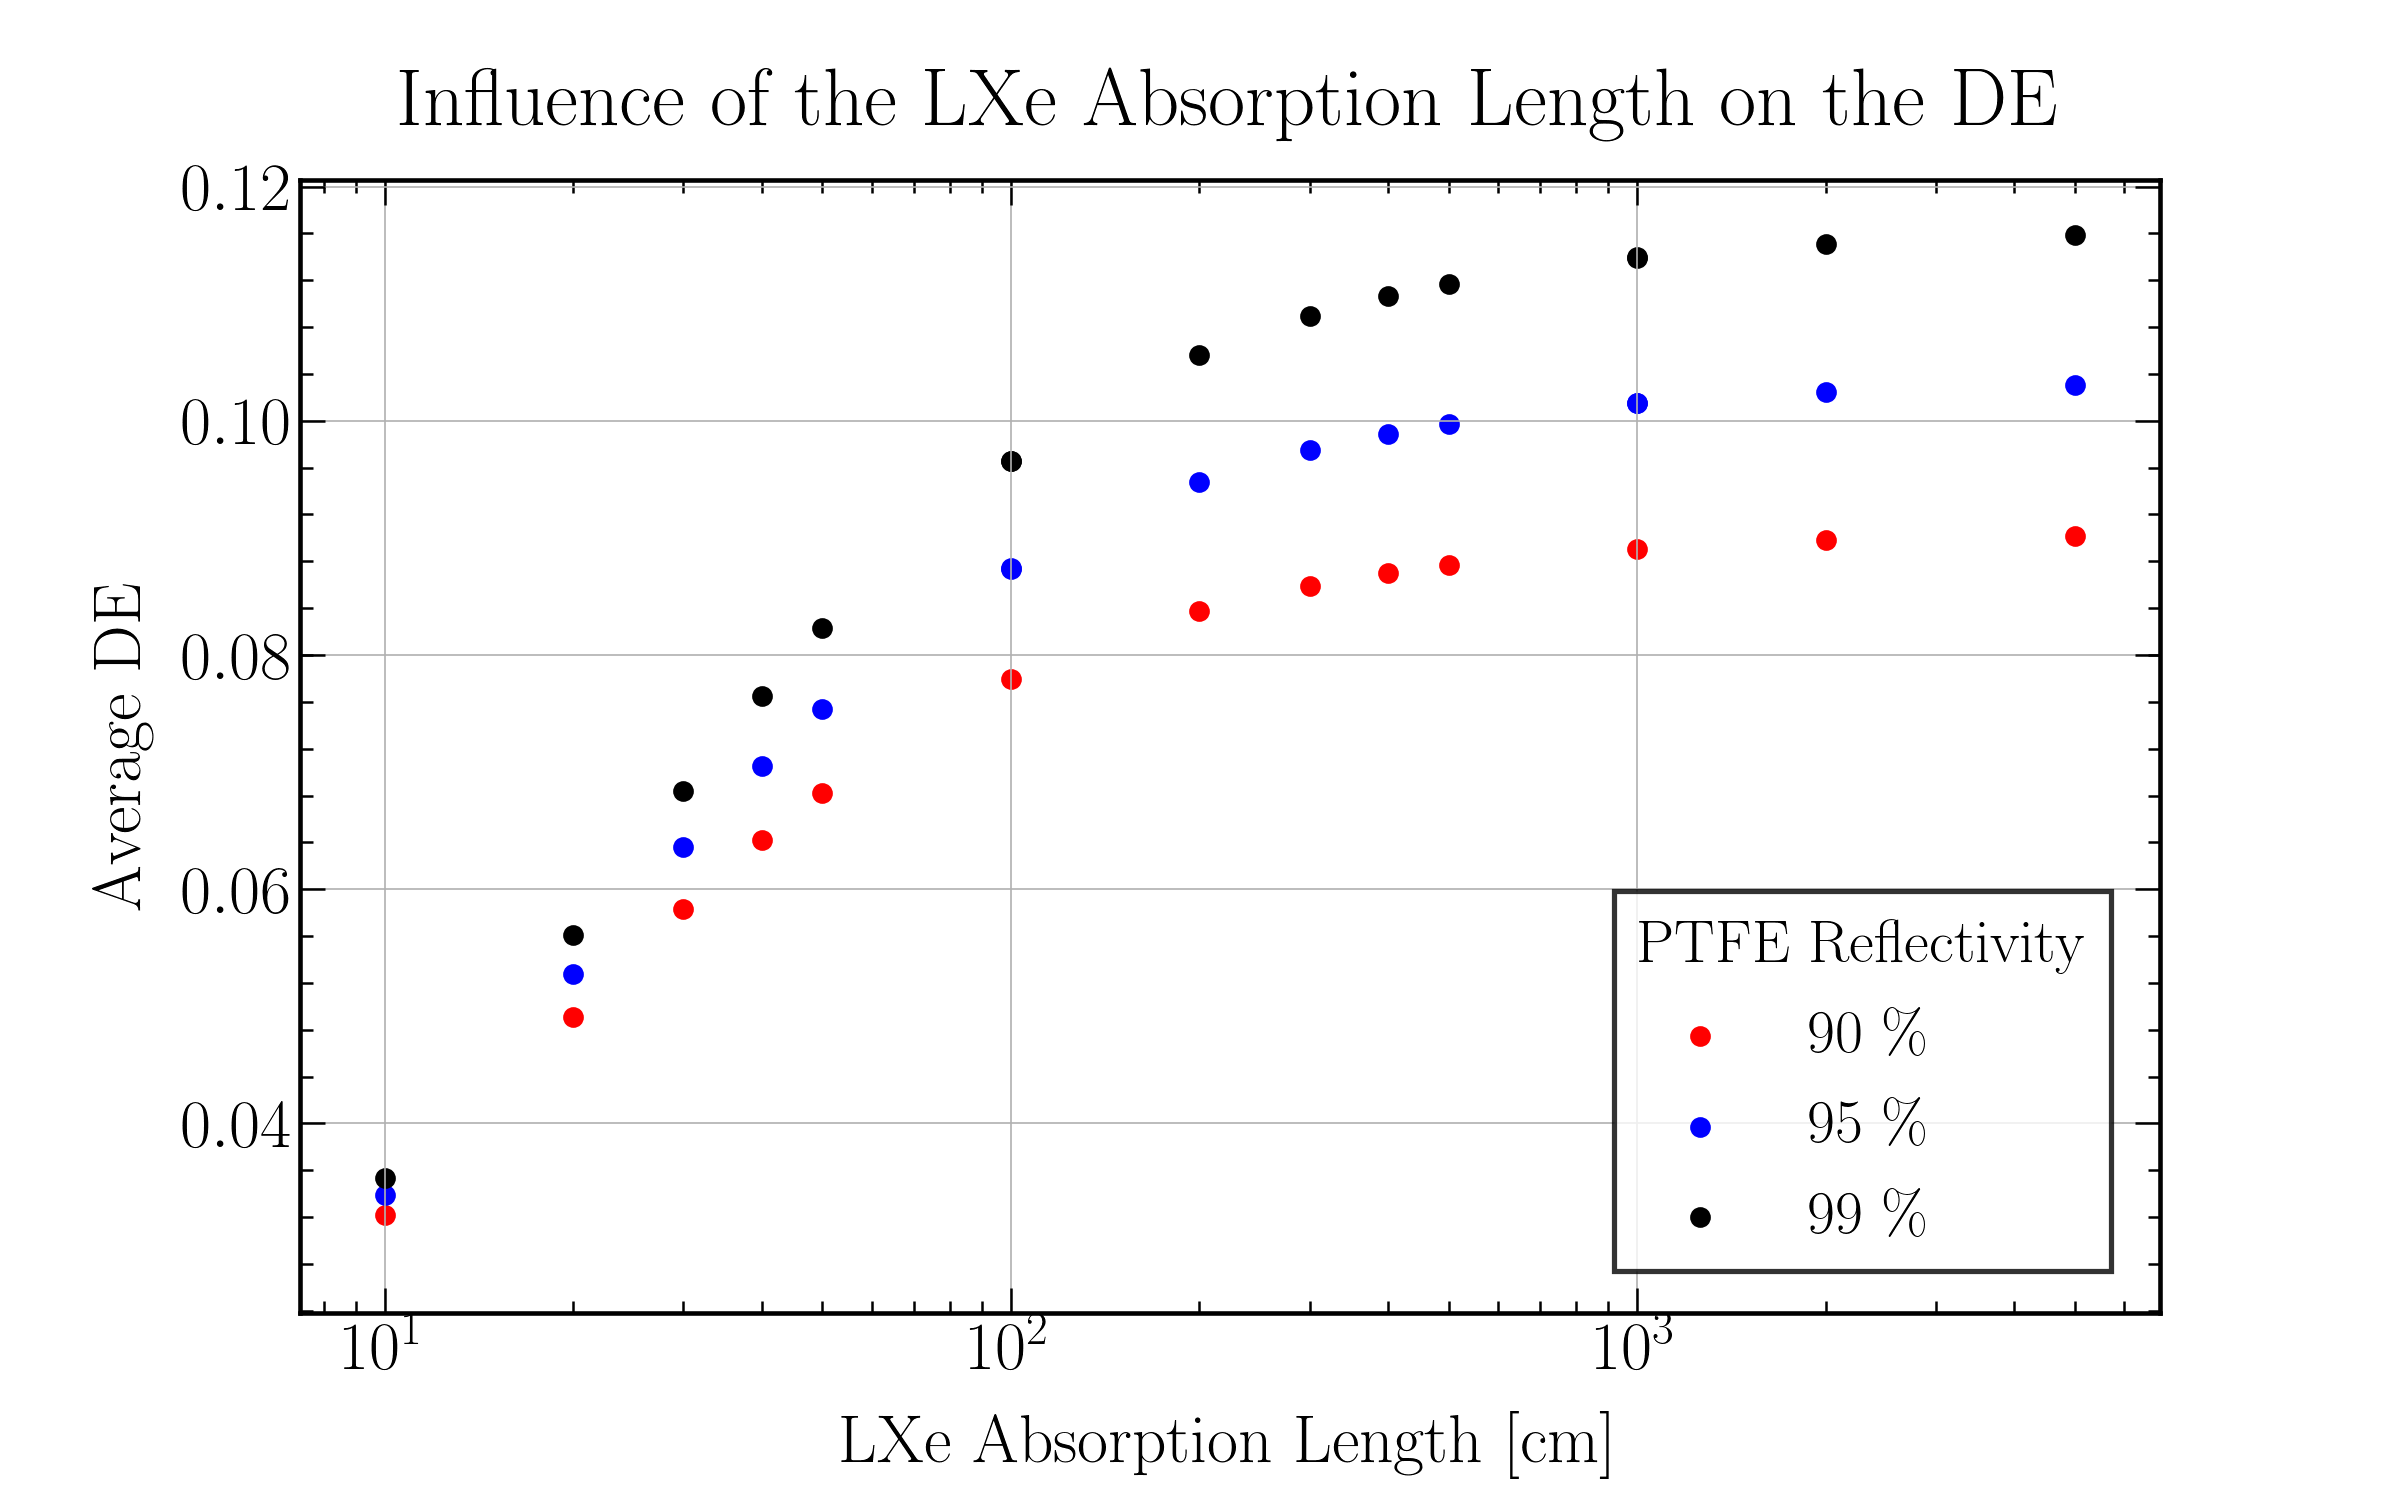 Influence of the LXe Absorption Length on the DE
0.12
0.10
0.08
0.06
0.04
Average DE
PTFE Reflectivity
90 %
95 %
99 %
10¹ 10² 10³
LXe Absorption Length [cm]